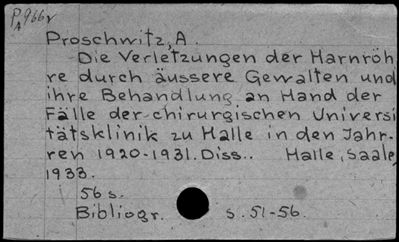 P966v
A
Proschwitz, A.
Die Verletzungen der Harnröh
re durch äussere Gewalten und
ihre Behandlung, an Hand der
Fälle der chirurgischen Universi
tätsklinik zu Halle in den Jahr.
ren 1920-1931. Diss.. Halle, Saale,
1933.
56 s.
Bibliogr. s. 51-56.